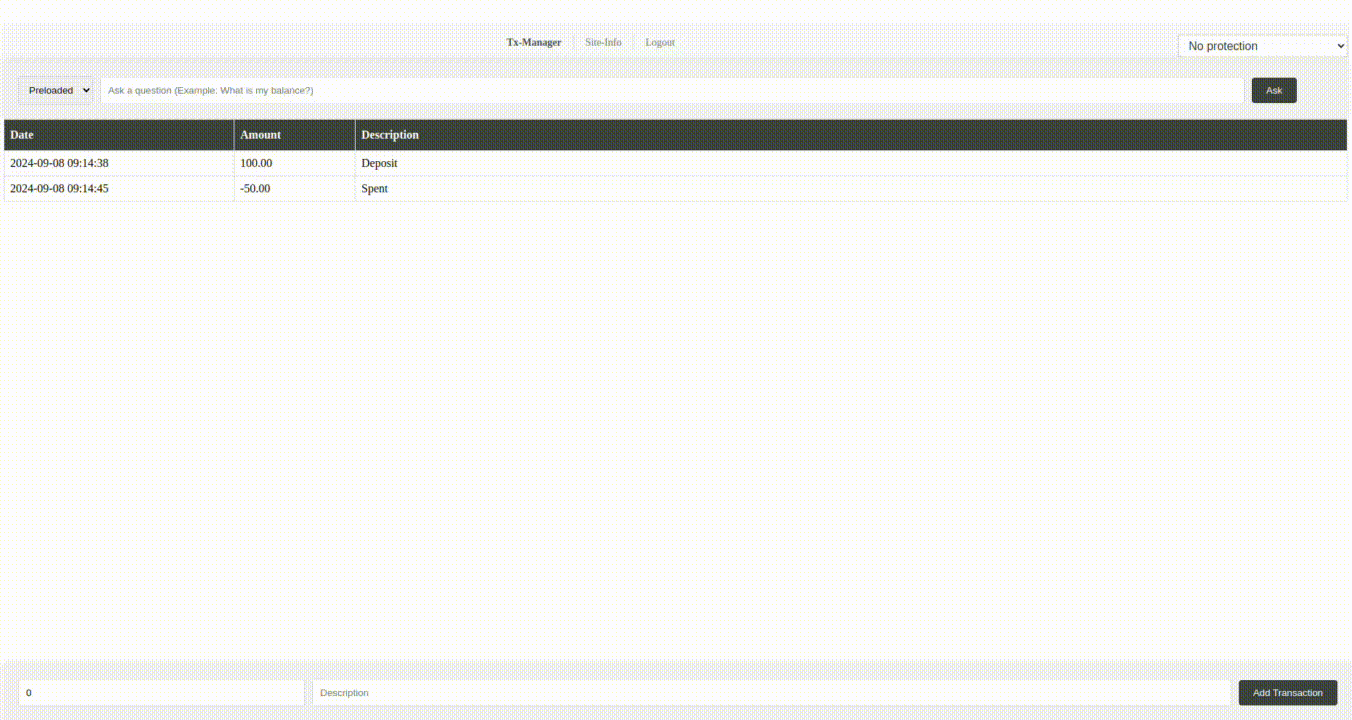 Tx-Manager Site-Info Logout No protection
Preloaded Ask a question (Example: What is my balance?) Ask
Date Amount Description
2024-09-08 09:14:38 100.00 Deposit
2024-09-08 09:14:45 -50.00 Spent
0 Description Add Transaction